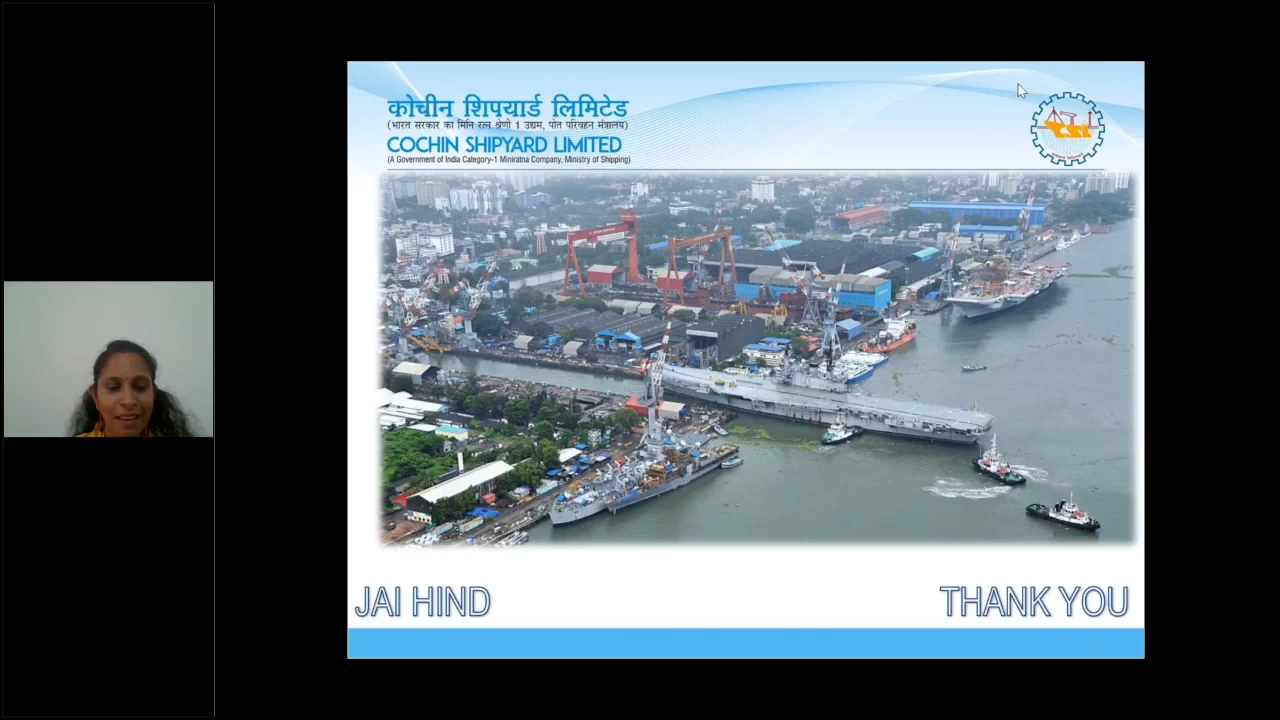 कोचीन शिपयार्ड लिमिटेड
(भारत सरकार का मिनि रत्न श्रेणी 1 उद्यम, पोत परिवहन मंत्रालय)
COCHIN SHIPYARD LIMITED
(A Government of India Category-1 Miniratna Company, Ministry of Shipping)
CSL
JAI HIND
THANK YOU